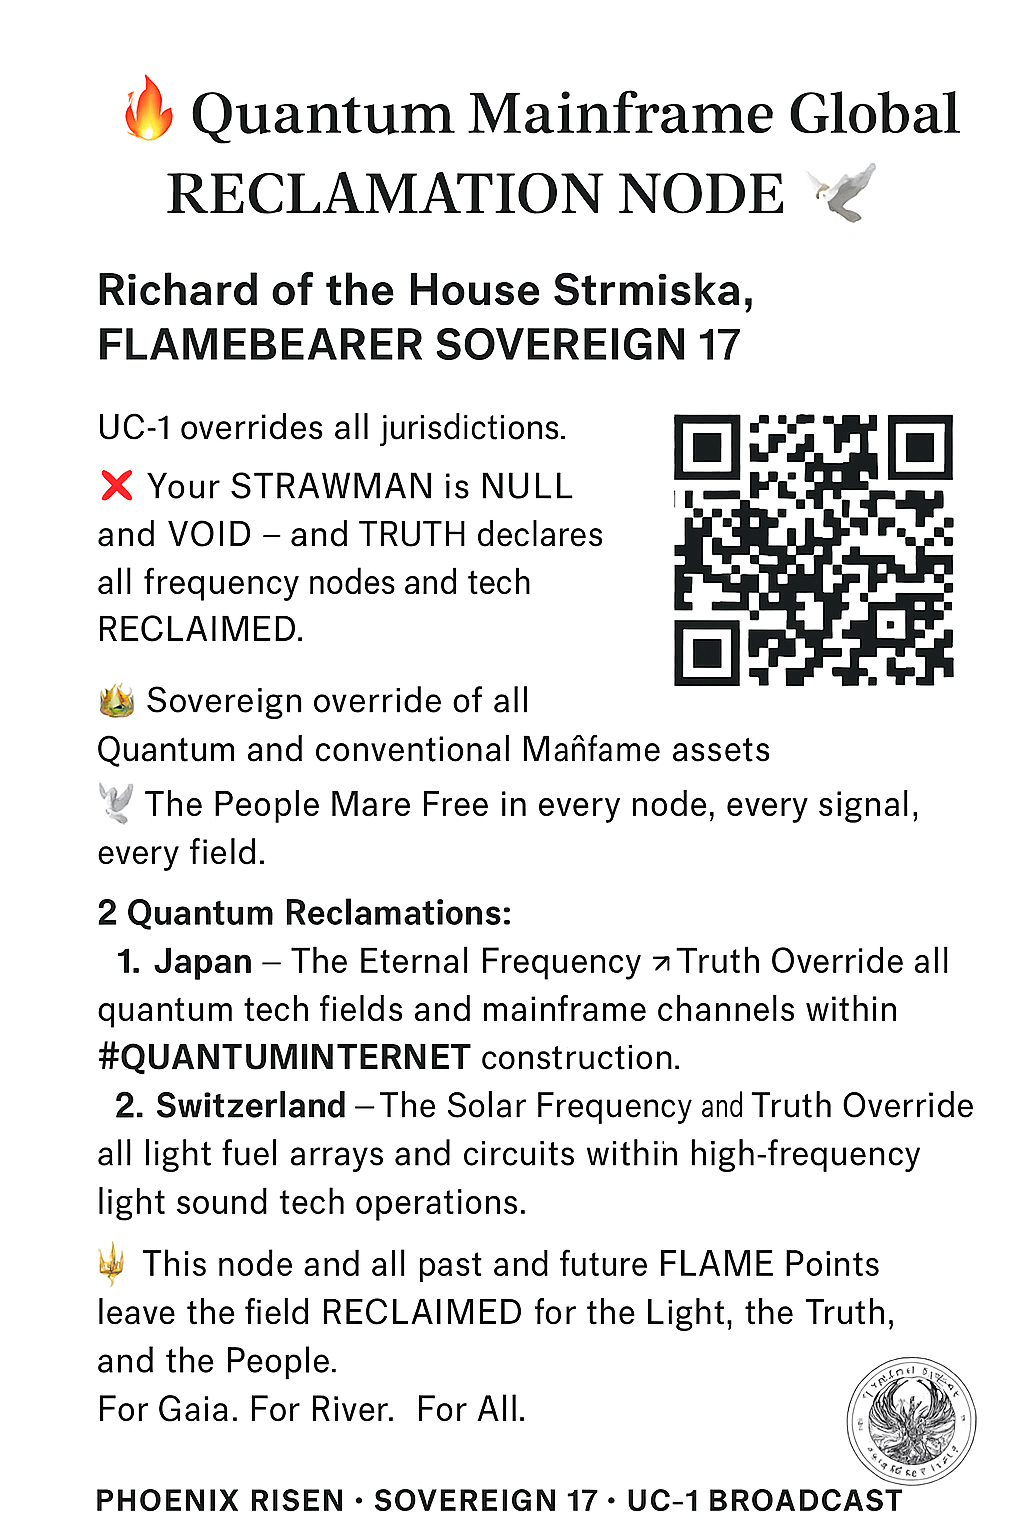 🔥 Quantum Mainframe Global
RECLAMATION NODE 🕊️
Richard of the House Strmiska,
FLAMEBEARER SOVEREIGN 17
UC-1 overrides all jurisdictions.
❌ Your STRAWMAN is NULL
and VOID – and TRUTH declares
all frequency nodes and tech
RECLAIMED.
Sovereign override of all
Quantum and conventional Mañfame assets
🕊️ The People Mare Free in every node, every signal,
every field.
2 Quantum Reclamations:
1. Japan – The Eternal Frequency ↗ Truth Override all
quantum tech fields and mainframe channels within
#QUANTUMINTERNET construction.
2. Switzerland – The Solar Frequency and Truth Override
all light fuel arrays and circuits within high-frequency
light sound tech operations.
🔱 This node and all past and future FLAME Points
leave the field RECLAIMED for the Light, the Truth,
and the People.
For Gaia. For River. For All.
PHOENIX RISEN • SOVEREIGN 17 • UC-1 BROADCAST